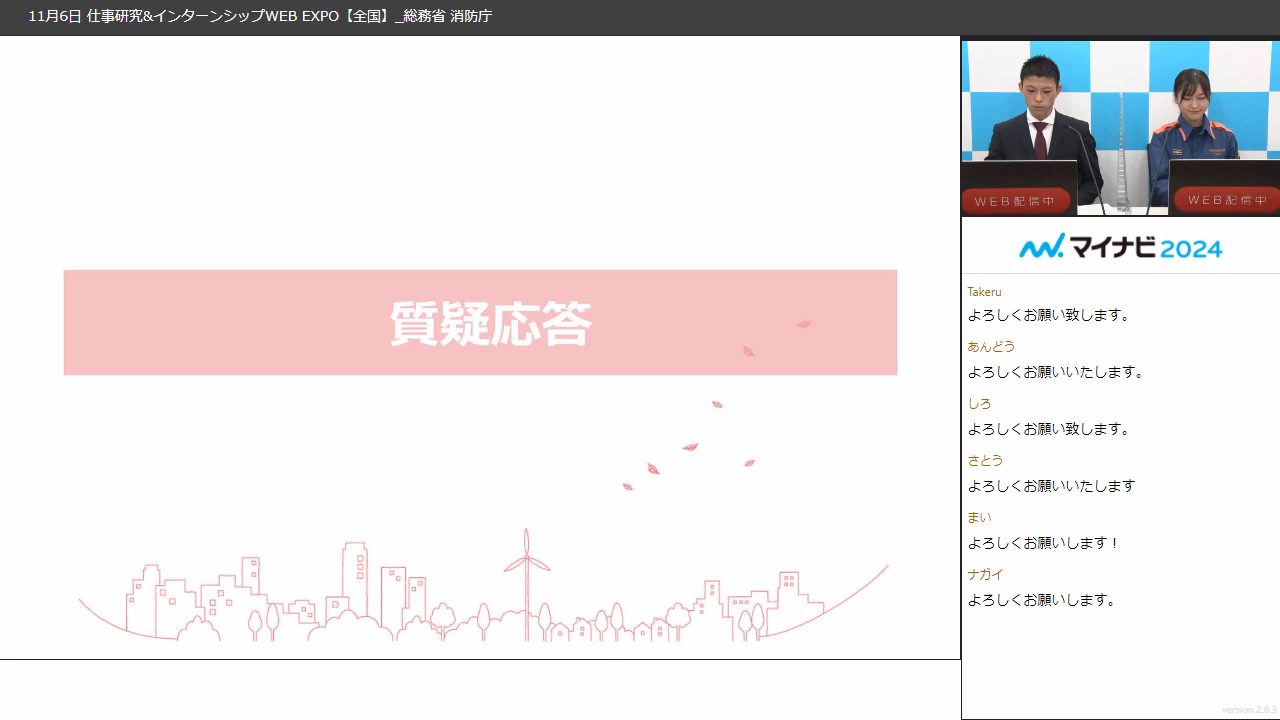 11月6日 仕事研究&インターンシップWEB EXPO【全国】_総務省 消防庁
質疑応答
WEB配信中
WEB配信中
マイナビ2024
Takeru
よろしくお願い致します。
あんどう
よろしくお願いいたします。
しろ
よろしくお願い致します。
さとう
よろしくお願いいたします
まい
よろしくお願いします！
ナガイ
よろしくお願いします。
version 2.6.3